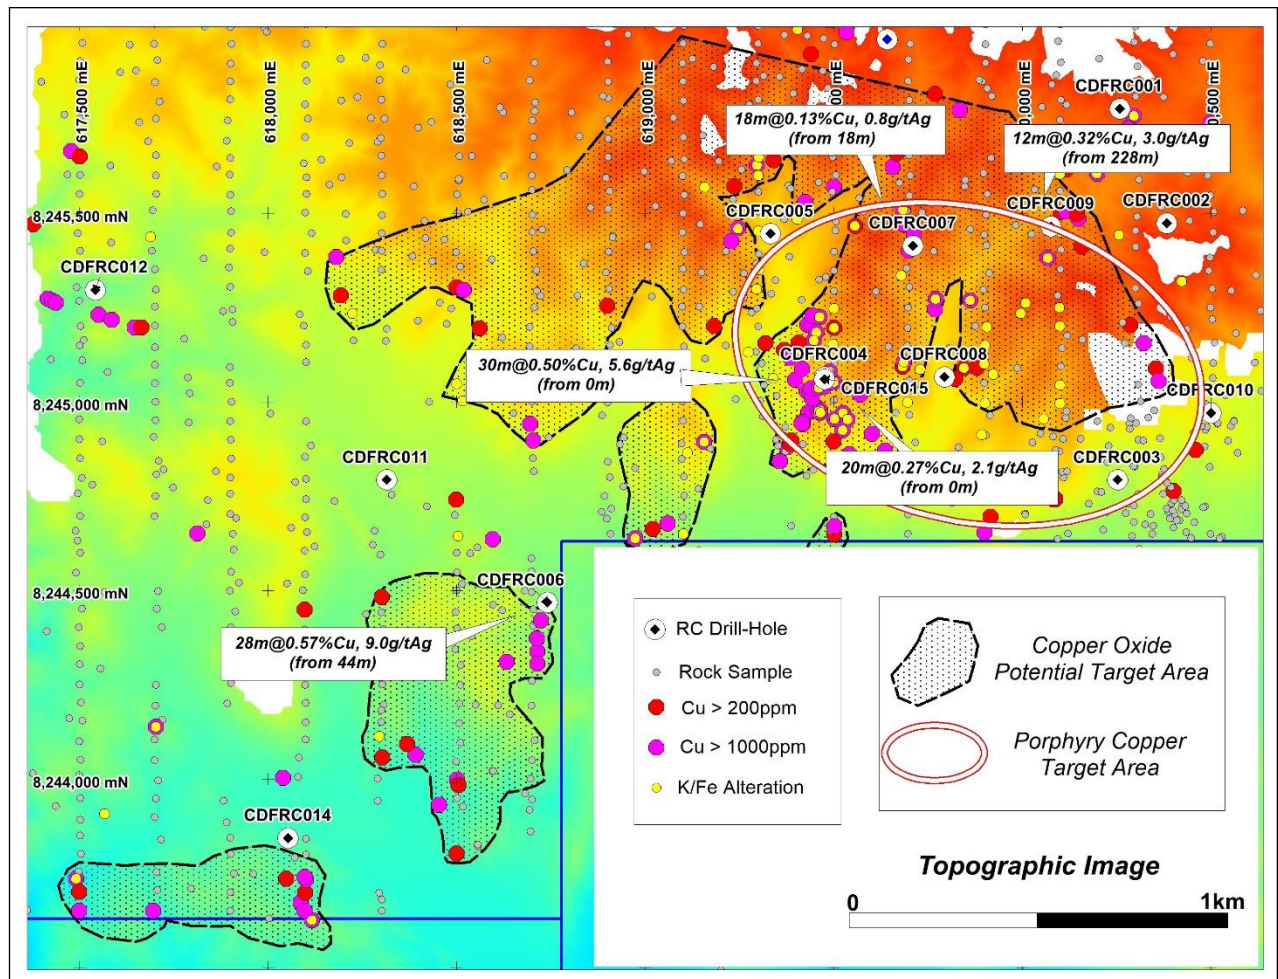 617,500 mE
618,000 mE
618,500 mE
619,000 mE
CDFRC001
18m@0.13%Cu, 0.8g/tAg
(from 18m)
12m@0.32%Cu, 3.0g/tAg
(from 228m)
8,245,500 mN
CDFRC005
CDFRC007
CDFRC009
CDFRC002
CDFRC012
30m@0.50%Cu, 5.6g/tAg
(from 0m)
CDFRC004
CDFRC008
CDFRC015
CDFRC010
8,245,000 mN
CDFRC011
20m@0.27%Cu, 2.1g/tAg
(from 0m)
CDFRC003
8,244,500 mN
CDFRC006
28m@0.57%Cu, 9.0g/tAg
(from 44m)
8,244,000 mN
CDFRC014
RC Drill-Hole
Rock Sample
Cu > 200ppm
Cu > 1000ppm
K/Fe Alteration
Copper Oxide
Potential Target Area
Porphyry Copper
Target Area
Topographic Image
0
1km